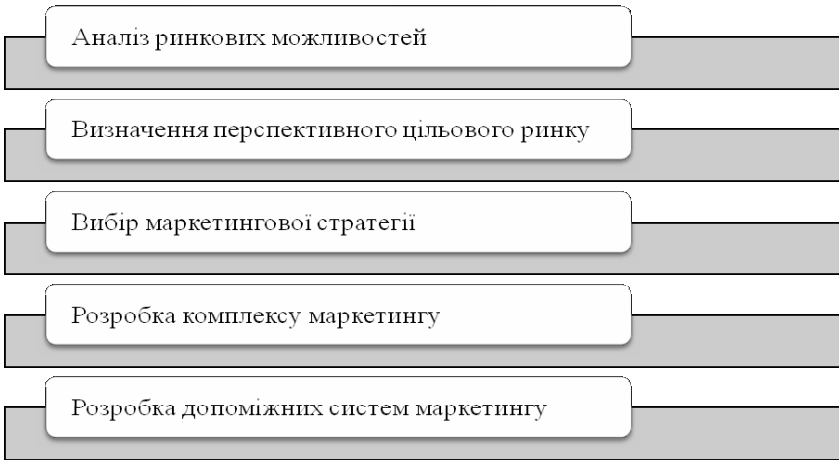 Аналіз ринкових можливостей
Визначення перспективного цільового ринку
Вибір маркетингової стратегії
Розробка комплексу маркетингу
Розробка допоміжних систем маркетингу